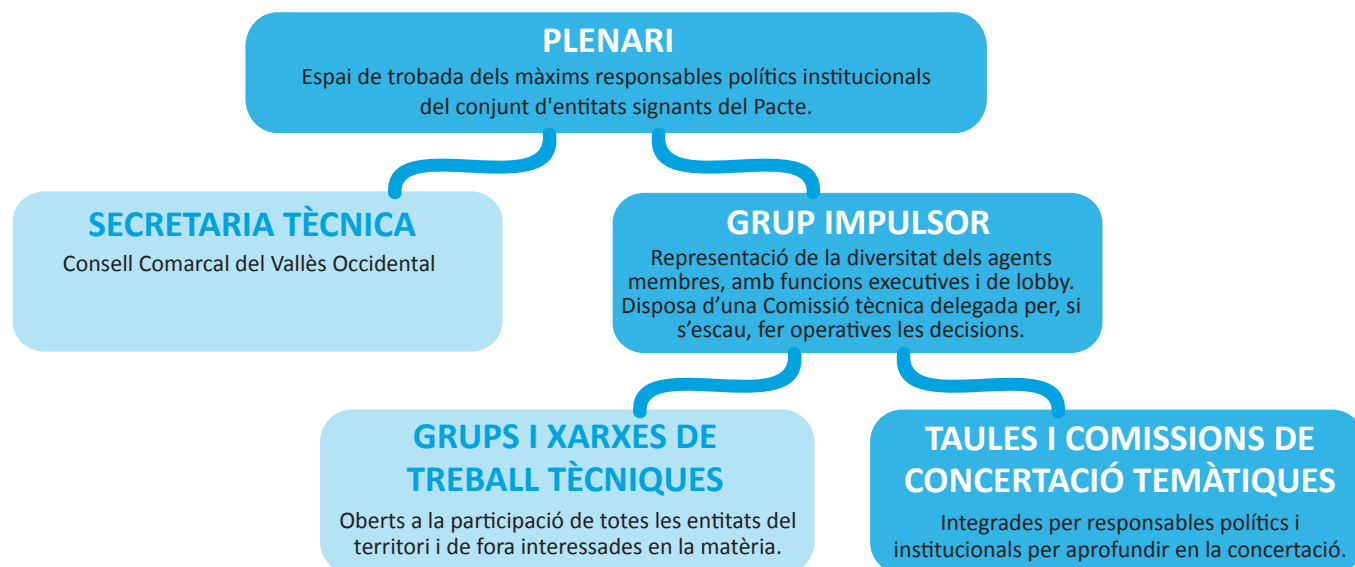 PLENARI
Espai de trobada dels màxims responsables polítics institucionals
del conjunt d'entitats signants del Pacte.
SECRETARIA TÈCNICA
Consell Comarcal del Vallès Occidental
GRUP IMPULSOR
Representació de la diversitat dels agents
membres, amb funcions executives i de lobby.
Disposa d’una Comissió tècnica delegada per, si
s’escau, fer operatives les decisions.
GRUPS I XARXES DE
TREBALL TÈCNIQUES
Oberts a la participació de totes les entitats del
territori i de fora interessades en la matèria.
TAULES I COMISSIONS DE
CONCERTACIÓ TEMÀTIQUES
Integrades per responsables polítics i
institucionals per aprofundir en la concertació.